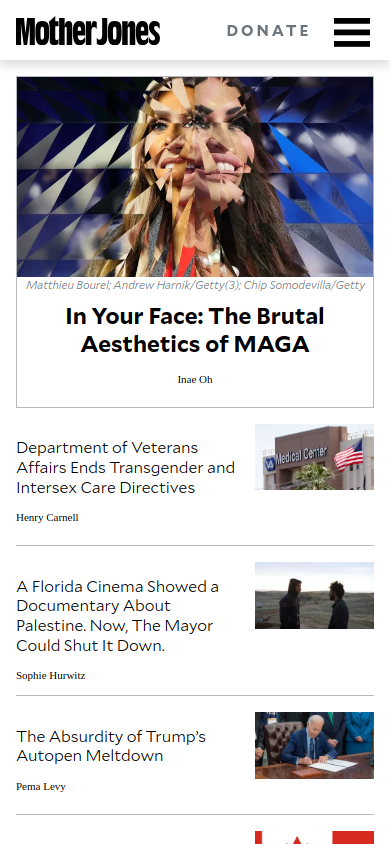 Mother Jones
DONATE
Matthieu Bourel; Andrew Harnik/Getty(3); Chip Somodevilla/Getty
In Your Face: The Brutal
Aesthetics of MAGA
Inae Oh
Department of Veterans
Affairs Ends Transgender and
Intersex Care Directives
Henry Carnell
VA Medical Center
A Florida Cinema Showed a
Documentary About
Palestine. Now, The Mayor
Could Shut It Down.
Sophie Hurwitz
The Absurdity of Trump’s
Autopen Meltdown
Pema Levy